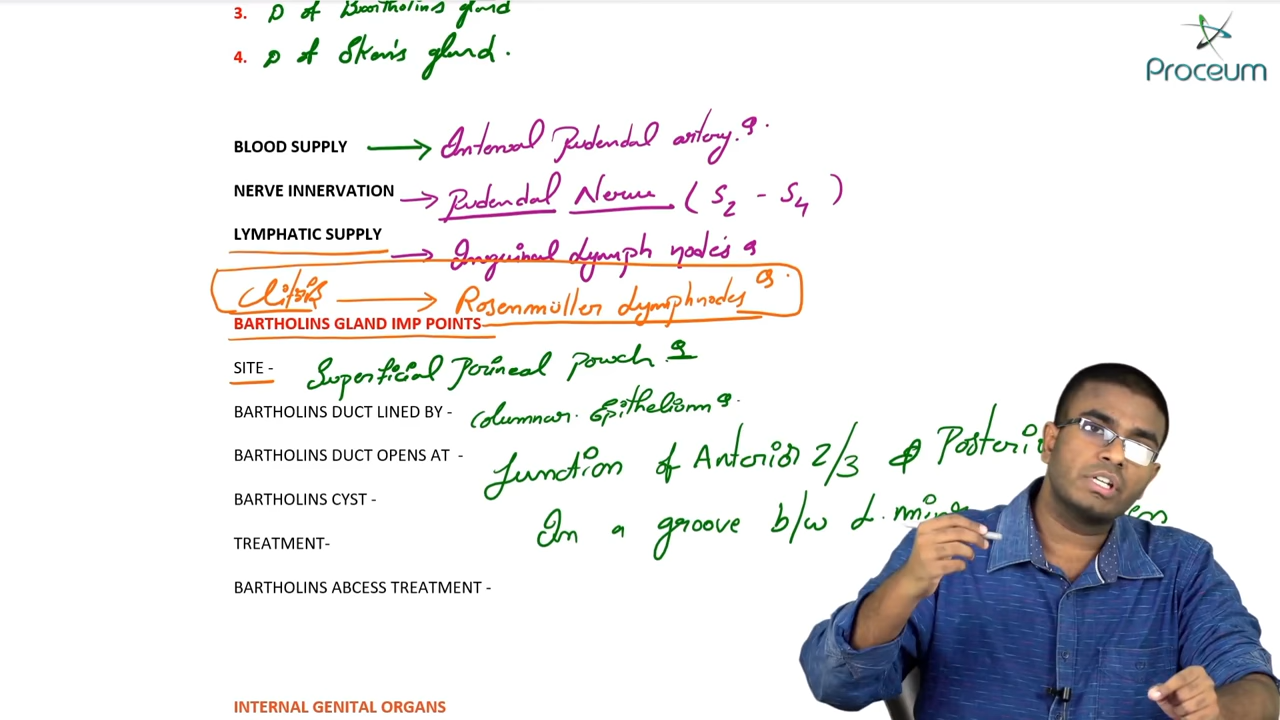 Proceum
3. D of Bartholins gland
4. D of Sken's gland.
BLOOD SUPPLY → Internal Pudendal artery.
NERVE INNERVATION → Pudendal Nerve (S2 - S4)
LYMPHATIC SUPPLY → Inguinal Lymph nodes
Clitoris → Rosenmüller Lymphnodes
BARTHOLINS GLAND IMP POINTS
SITE - Superficial Perineal Pouch
BARTHOLINS DUCT LINED BY - Columnar Epithelium
BARTHOLINS DUCT OPENS AT - Junction of Anterior 2/3 & Posteri
BARTHOLINS CYST - In a groove b/w L. min
TREATMENT-
BARTHOLINS ABCESS TREATMENT -
INTERNAL GENITAL ORGANS